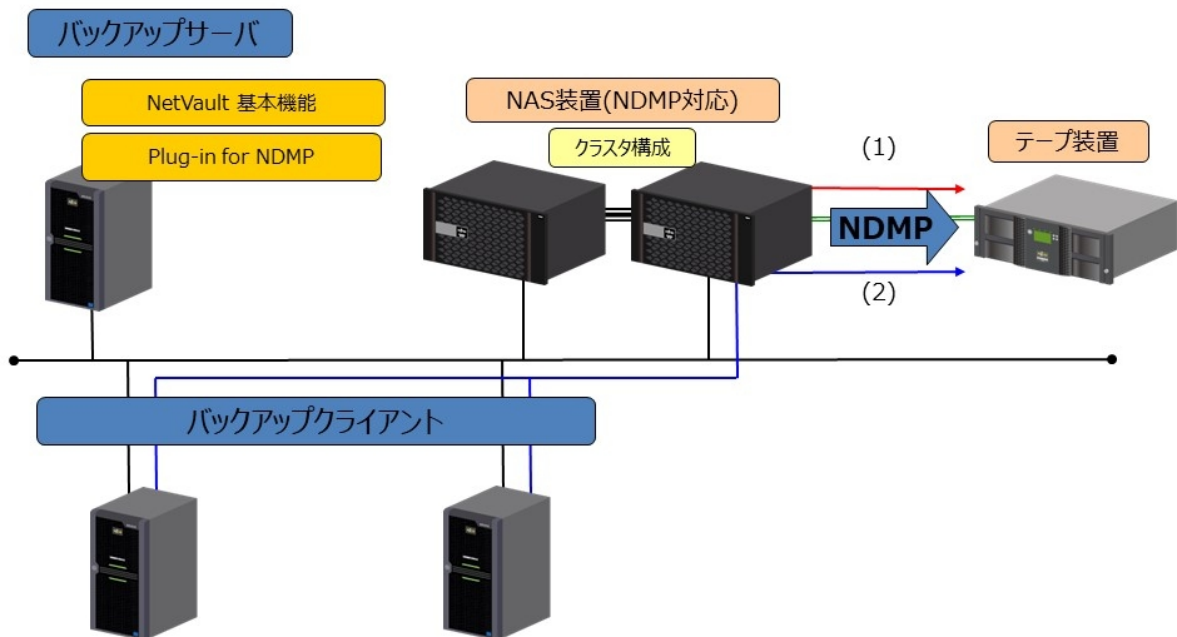 バックアップサーバ
NetVault 基本機能
Plug-in for NDMP
NAS装置(NDMP対応)
クラスタ構成
(1)
テープ装置
NDMP
(2)
バックアップクライアント